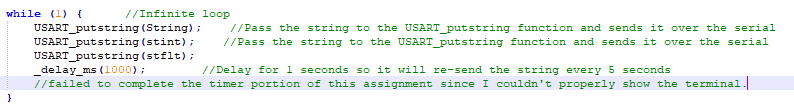 while (1) {      //Infinite loop
    USART_putstring(String);    //Pass the string to the USART_putstring function and sends it over the serial
    USART_putstring(stint);    //Pass the string to the USART_putstring function and sends it over the serial
    USART_putstring(stflt);
    _delay_ms(1000);        //Delay for 1 seconds so it will re-send the string every 5 seconds
    //failed to complete the timer portion of this assignment since I couldn't properly show the terminal.
}